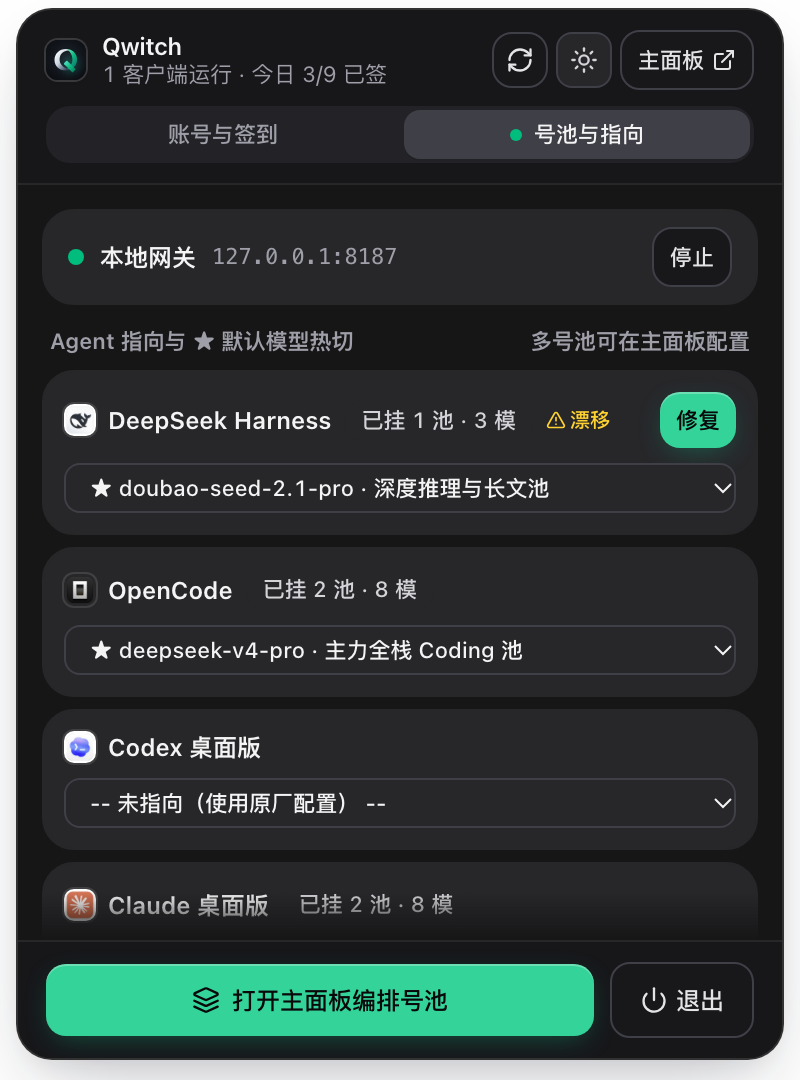 Qwitch
1 客户端运行 · 今日 3/9 已签
主面板
账号与签到
号池与指向
本地网关 127.0.0.1:8187
停止
Agent 指向与 ★ 默认模型热切
多号池可在主面板配置
DeepSeek Harness 已挂 1 池 · 3 模 漂移
修复
★ doubao-seed-2.1-pro · 深度推理与长文池
OpenCode 已挂 2 池 · 8 模
★ deepseek-v4-pro · 主力全栈 Coding 池
Codex 桌面版
-- 未指向（使用原厂配置） --
Claude 桌面版 已挂 2 池 · 8 模
打开主面板编排号池
退出